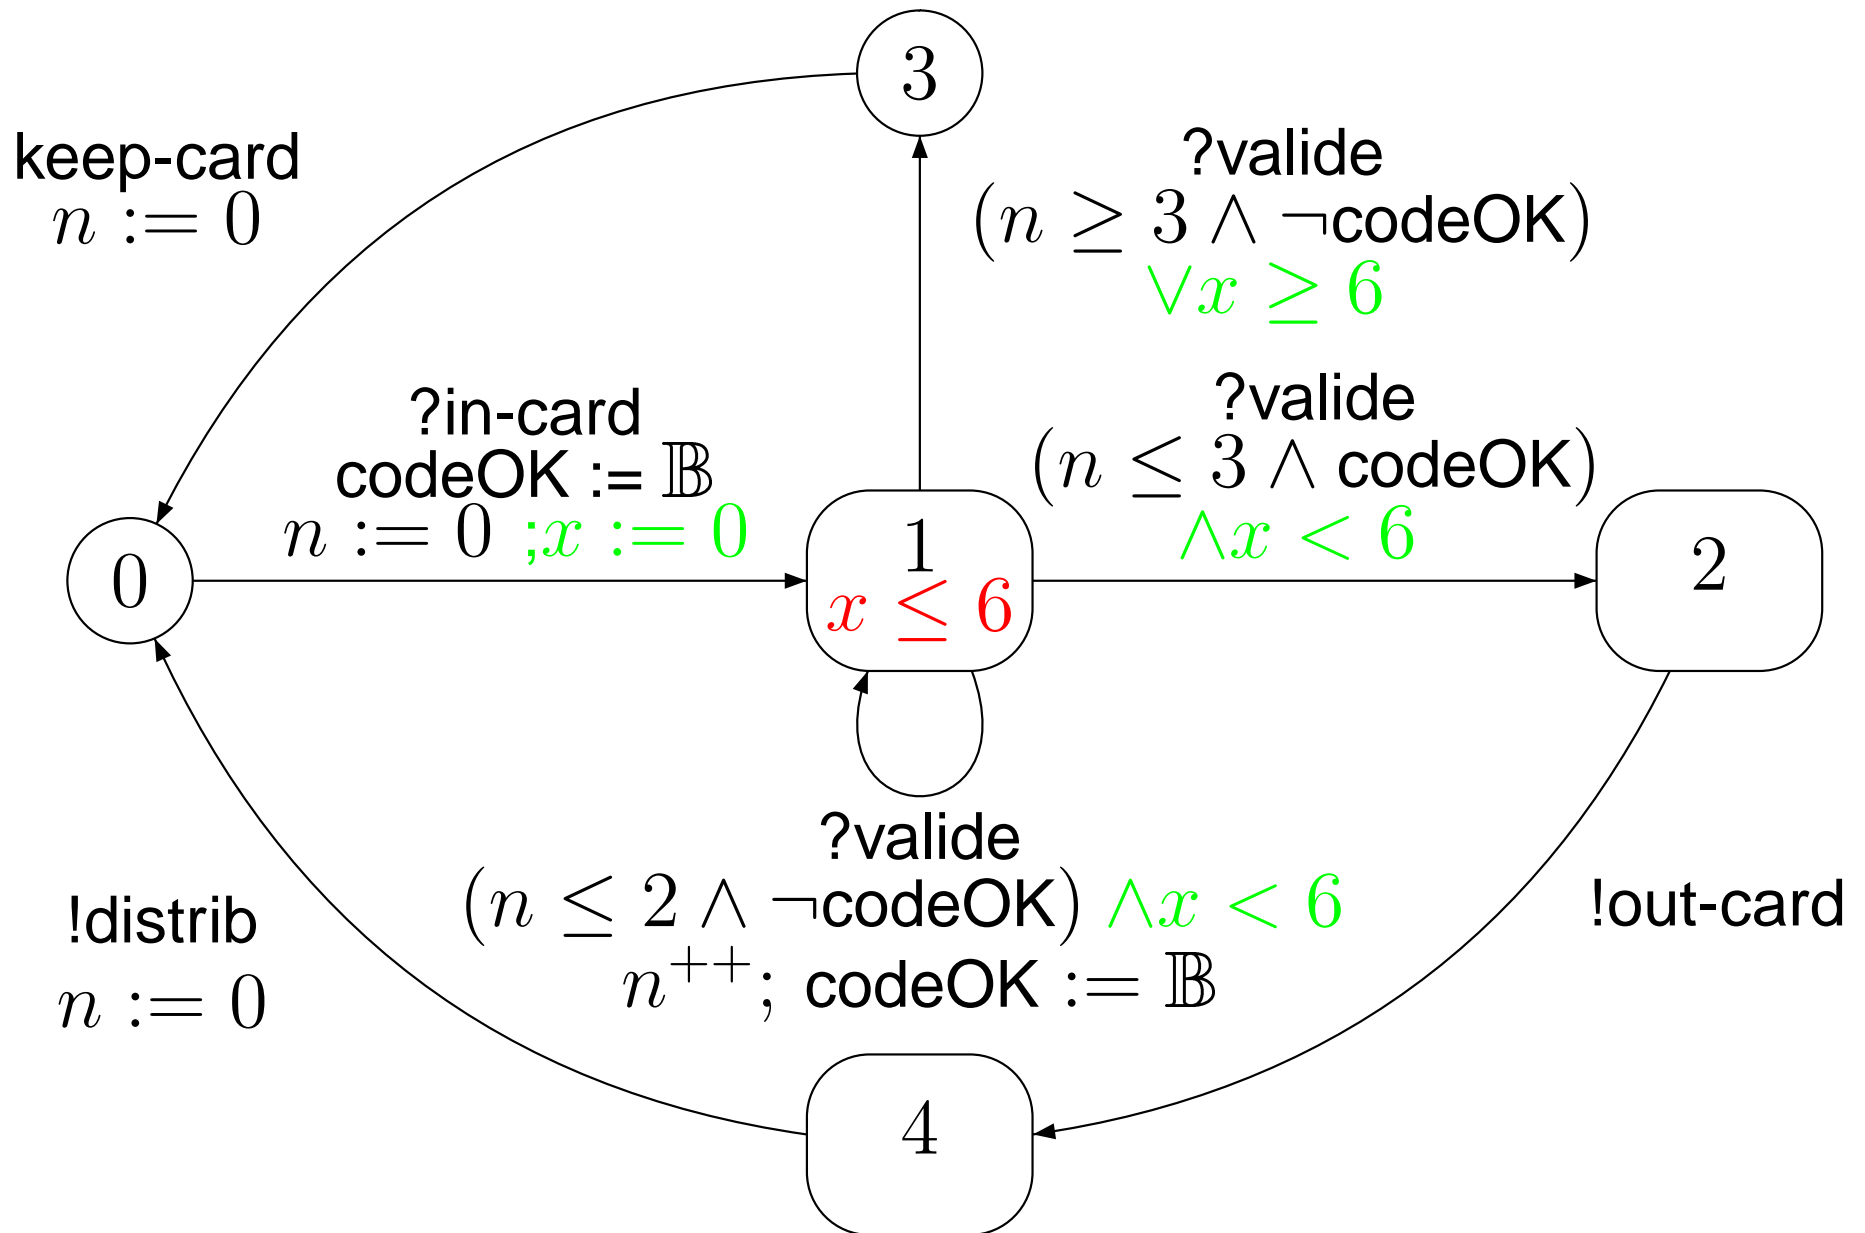 3
keep-card
n := 0
?valide
(n ≥ 3 ∧ ¬codeOK)
∨x ≥ 6
?in-card
codeOK := 𝔹
n := 0 ;x := 0
?valide
(n ≤ 3 ∧ codeOK)
∧x < 6
0
1
x ≤ 6
2
?valide
(n ≤ 2 ∧ ¬codeOK) ∧x < 6
n⁺⁺; codeOK := 𝔹
!distrib
n := 0
!out-card
4